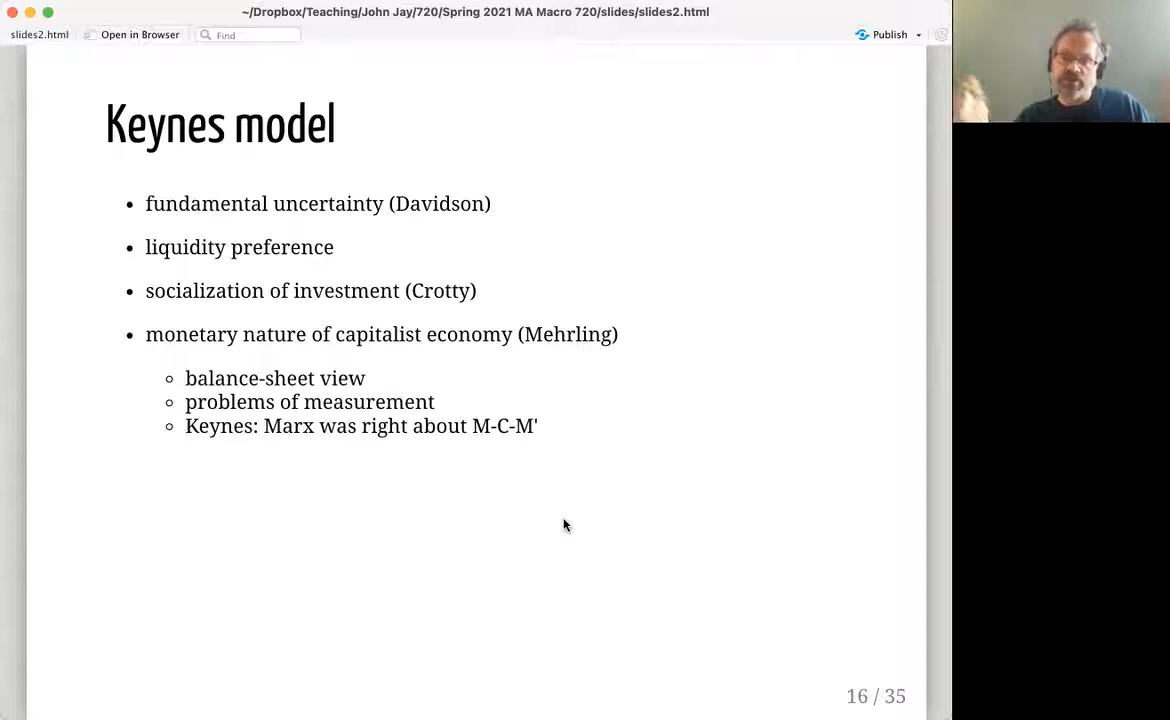 ~/Dropbox/Teaching/John Jay/720/Spring 2021 MA Macro 720/slides/slides2.html
slides2.html Open in Browser Find Publish
Keynes model
• fundamental uncertainty (Davidson)
• liquidity preference
• socialization of investment (Crotty)
• monetary nature of capitalist economy (Mehrling)
◦ balance-sheet view
◦ problems of measurement
◦ Keynes: Marx was right about M-C-M'
16 / 35